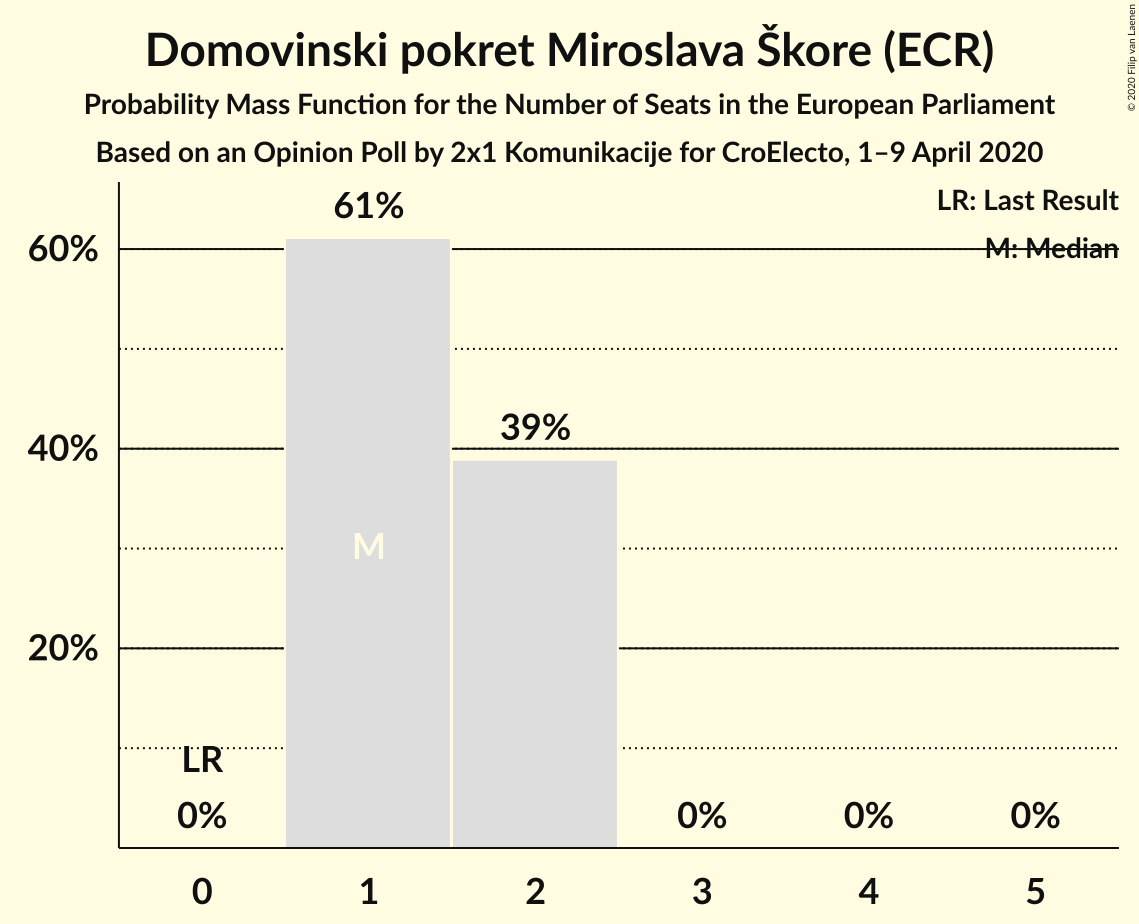 Domovinski pokret Miroslava Škore (ECR)
Probability Mass Function for the Number of Seats in the European Parliament
Based on an Opinion Poll by 2x1 Komunikacije for CroElecto, 1–9 April 2020
© 2020 Filip van Laenen
LR: Last Result
M: Median
61%
60%
39%
40%
M
20%
LR
0%
0%
0%
0%
0 1 2 3 4 5